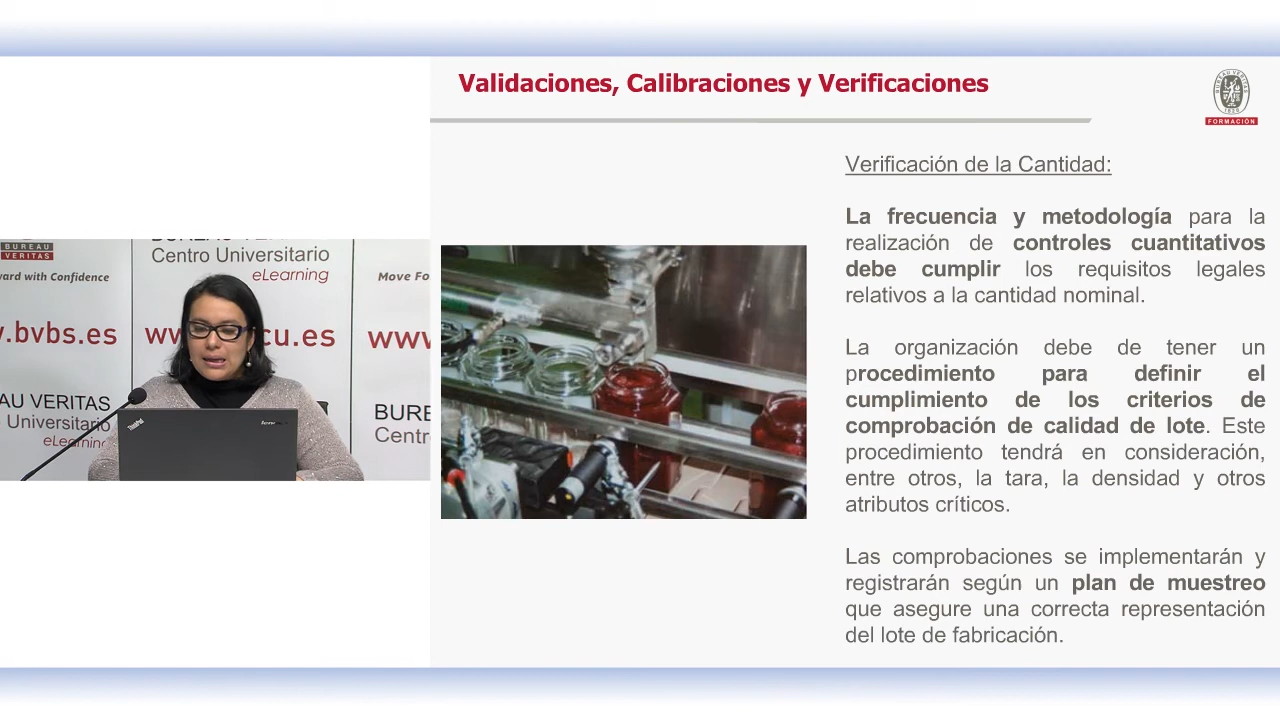 Validaciones, Calibraciones y Verificaciones
BUREAU VERITAS
1828
FORMACIÓN
Verificación de la Cantidad:
La frecuencia y metodología para la
realización de controles cuantitativos
debe cumplir los requisitos legales
relativos a la cantidad nominal.
La organización debe de tener un
procedimiento para definir el
cumplimiento de los criterios de
comprobación de calidad de lote. Este
procedimiento tendrá en consideración,
entre otros, la tara, la densidad y otros
atributos críticos.
Las comprobaciones se implementarán y
registrarán según un plan de muestreo
que asegure una correcta representación
del lote de fabricación.
BUREAU
VERITAS
ward with Confidence
v.bvbs.es
AU VERITAS
Universitario
eLearning
Centro Universitario
eLearning
www.
cu.es
Move Fo
www
BURE
Centr
ThinkPad